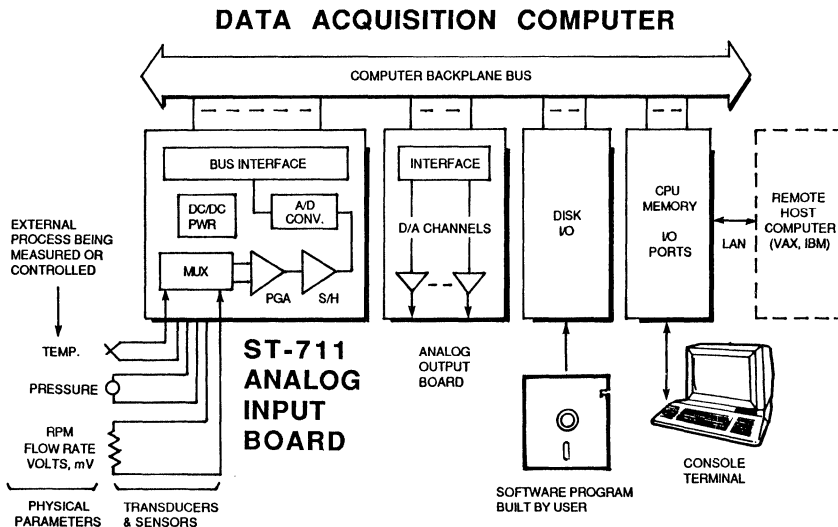 DATA ACQUISITION COMPUTER
COMPUTER BACKPLANE BUS
BUS INTERFACE
DC/DC
PWR
A/D
CONV.
MUX
PGA
S/H
INTERFACE
D/A CHANNELS
DISK
I/O
CPU
MEMORY
I/O
PORTS
LAN
REMOTE
HOST
COMPUTER
(VAX, IBM)
EXTERNAL
PROCESS BEING
MEASURED OR
CONTROLLED
TEMP.
PRESSURE
RPM
FLOW RATE
VOLTS, mV
PHYSICAL
PARAMETERS
TRANSDUCERS
& SENSORS
ST-711
ANALOG
INPUT
BOARD
ANALOG
OUTPUT
BOARD
SOFTWARE PROGRAM
BUILT BY USER
CONSOLE
TERMINAL